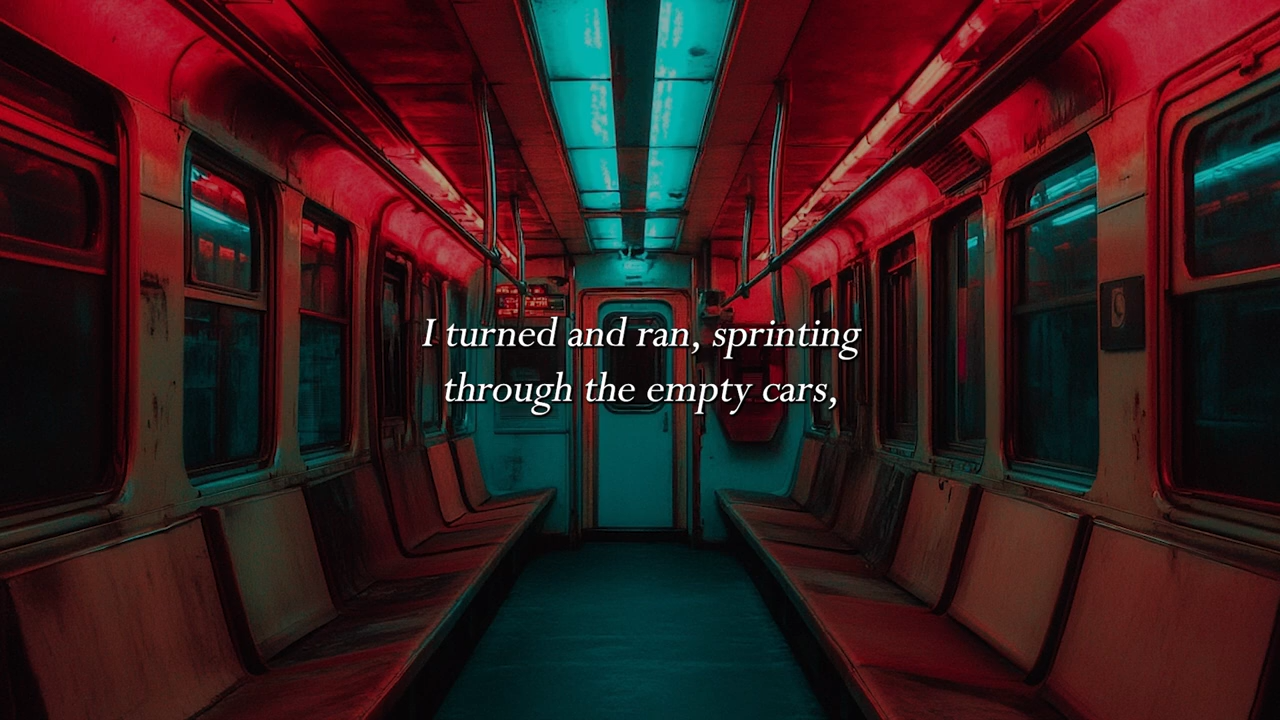 I turned and ran, sprinting
through the empty cars,